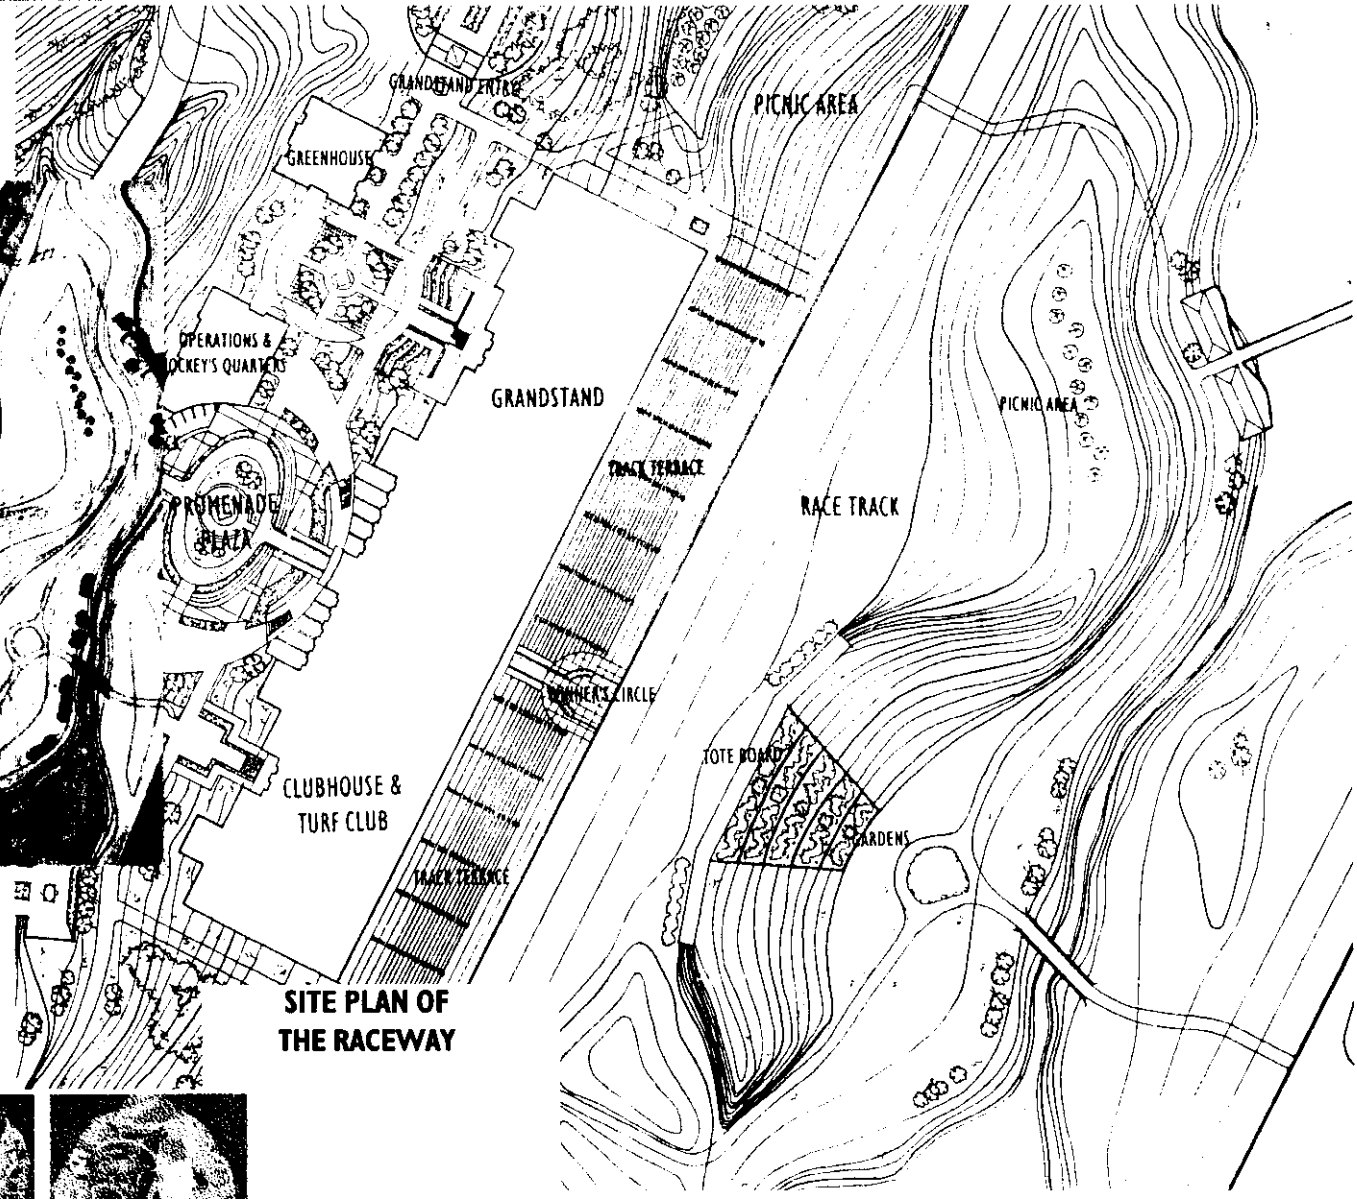 GRANDSTAND ENTRY
PICNIC AREA
GREENHOUSE
OPERATIONS &
JOCKEY'S QUARTERS
GRANDSTAND
PICNIC AREA
TRACK TERRACE
PROMENADE
PLAZA
RACE TRACK
WINNER'S CIRCLE
TOTE BOARD
CLUBHOUSE &
TURF CLUB
GARDENS
TRACK TERRACE
SITE PLAN OF
THE RACEWAY